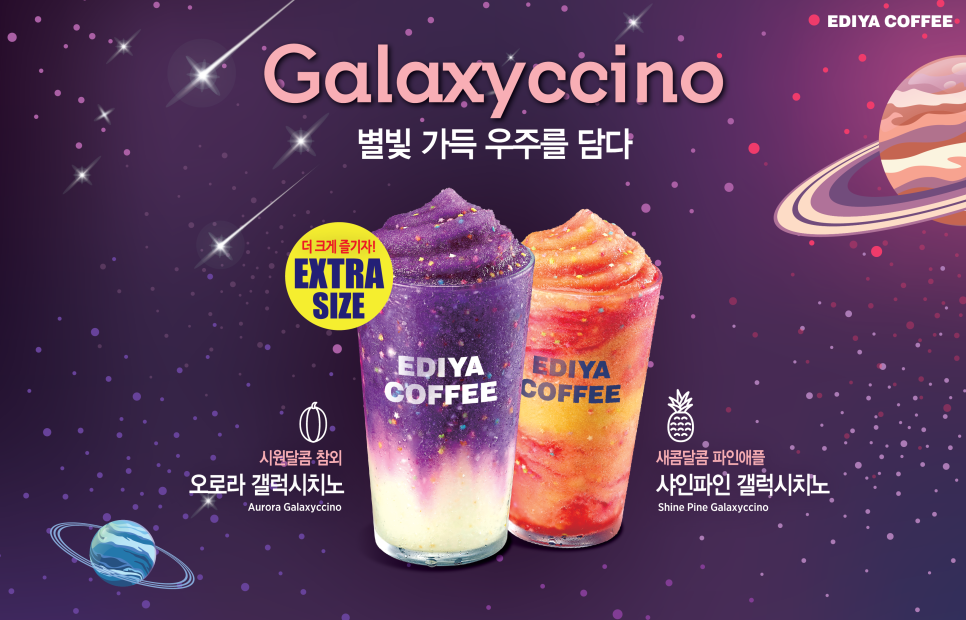 EDIYA COFFEE
Galaxyccino
별빛 가득 우주를 담다
더 크게 즐기자!
EXTRA
SIZE
EDIYA
COFFEE
EDIYA
COFFEE
시원달콤 참외
오로라 갤럭시치노
Aurora Galaxyccino
새콤달콤 파인애플
샤인파인 갤럭시치노
Shine Pine Galaxyccino